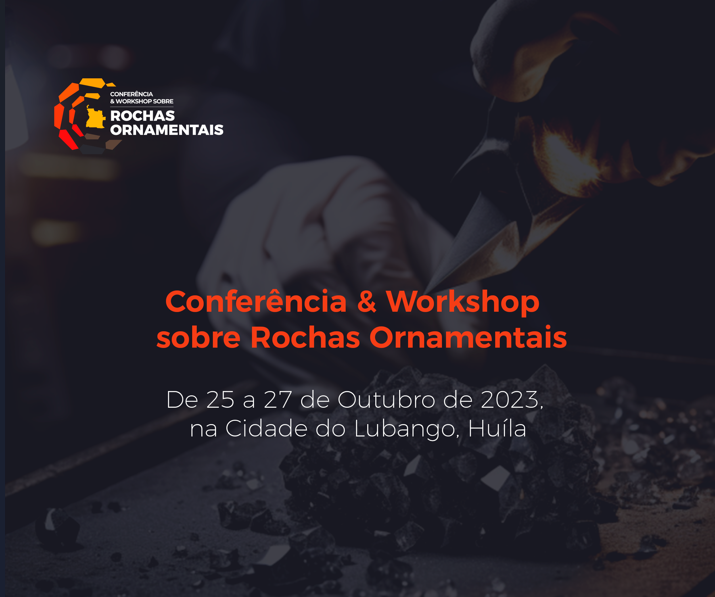 CONFERÊNCIA
& WORKSHOP SOBRE
ROCHAS
ORNAMENTAIS
Conferência & Workshop
sobre Rochas Ornamentais
De 25 a 27 de Outubro de 2023,
na Cidade do Lubango, Huíla